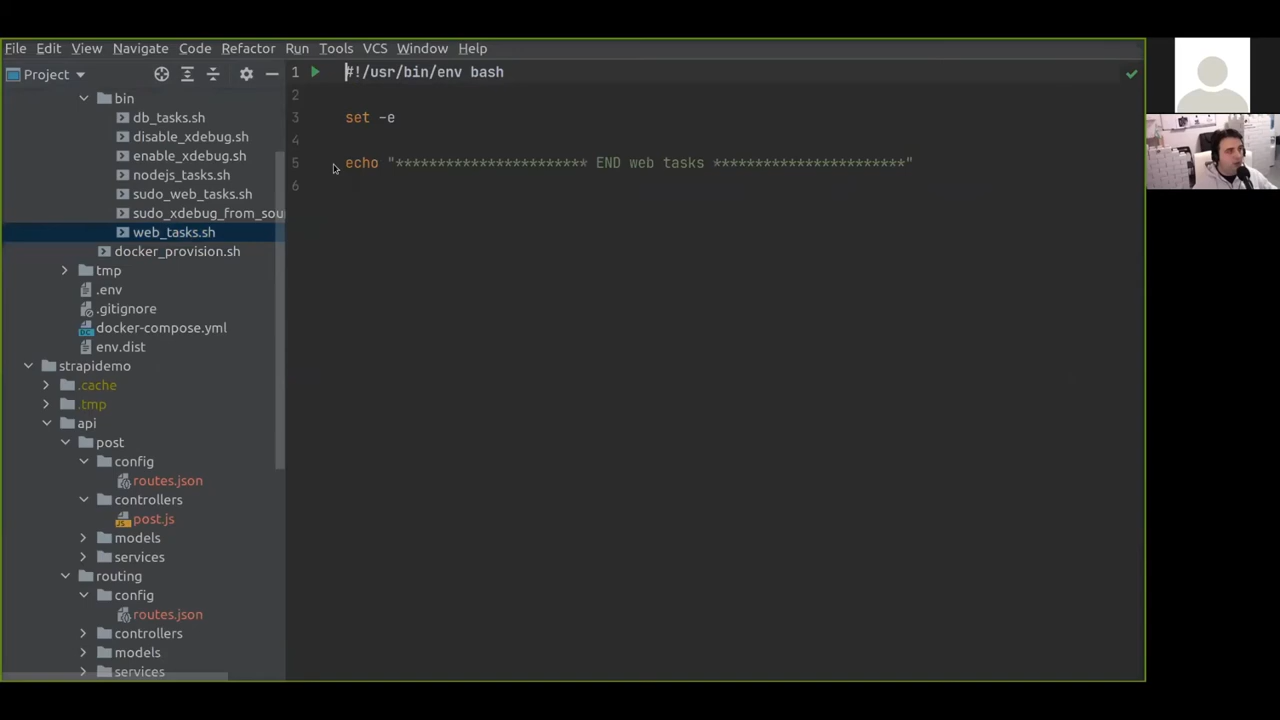 File Edit View Navigate Code Refactor Run Tools VCS Window Help
Project
bin
db_tasks.sh
disable_xdebug.sh
enable_xdebug.sh
nodejs_tasks.sh
sudo_web_tasks.sh
sudo_xdebug_from_sou
web_tasks.sh
docker_provision.sh
tmp
.env
.gitignore
docker-compose.yml
env.dist
strapidemo
.cache
.tmp
api
post
config
routes.json
controllers
post.js
models
services
routing
config
routes.json
controllers
models
services
1 #!/usr/bin/env bash
2
3 set -e
4
5 echo "*********************** END web tasks ***********************"
6